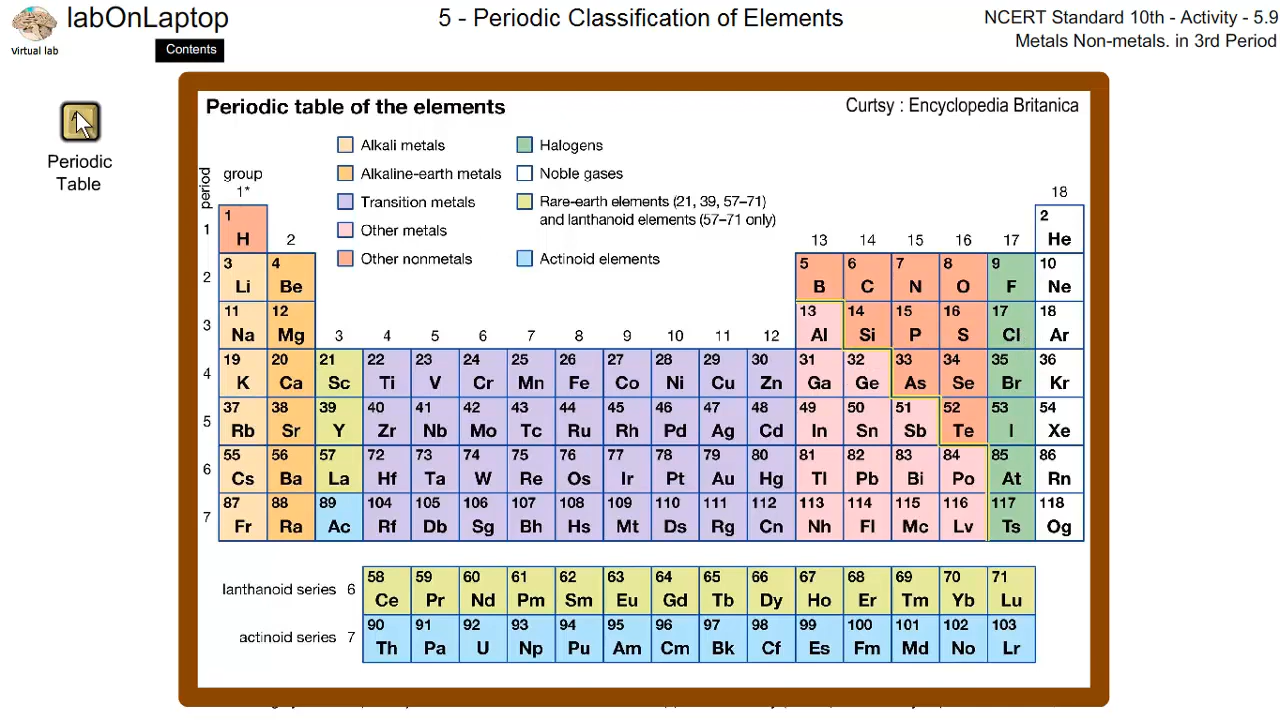 labOnLaptop
Virtual lab
Contents
5 - Periodic Classification of Elements
NCERT Standard 10th - Activity - 5.9
Metals Non-metals. in 3rd Period
Periodic
Table
Periodic table of the elements
Curtsy : Encyclopedia Britanica
Alkali metals
Alkaline-earth metals
Transition metals
Other metals
Other nonmetals
Halogens
Noble gases
Rare-earth elements (21, 39, 57–71)
and lanthanoid elements (57–71 only)
Actinoid elements
period
group
1* 18
1 2
1 H He
2 13 14 15 16 17
3 4 5 6 7 8 9 10
2 Li Be B C N O F Ne
11 12 13 14 15 16 17 18
3 Na Mg Al Si P S Cl Ar
3 4 5 6 7 8 9 10 11 12
19 20 21 22 23 24 25 26 27 28 29 30 31 32 33 34 35 36
4 K Ca Sc Ti V Cr Mn Fe Co Ni Cu Zn Ga Ge As Se Br Kr
37 38 39 40 41 42 43 44 45 46 47 48 49 50 51 52 53 54
5 Rb Sr Y Zr Nb Mo Tc Ru Rh Pd Ag Cd In Sn Sb Te I Xe
55 56 57 72 73 74 75 76 77 78 79 80 81 82 83 84 85 86
6 Cs Ba La Hf Ta W Re Os Ir Pt Au Hg Tl Pb Bi Po At Rn
87 88 89 104 105 106 107 108 109 110 111 112 113 114 115 116 117 118
7 Fr Ra Ac Rf Db Sg Bh Hs Mt Ds Rg Cn Nh Fl Mc Lv Ts Og
58 59 60 61 62 63 64 65 66 67 68 69 70 71
lanthanoid series 6 Ce Pr Nd Pm Sm Eu Gd Tb Dy Ho Er Tm Yb Lu
90 91 92 93 94 95 96 97 98 99 100 101 102 103
actinoid series 7 Th Pa U Np Pu Am Cm Bk Cf Es Fm Md No Lr